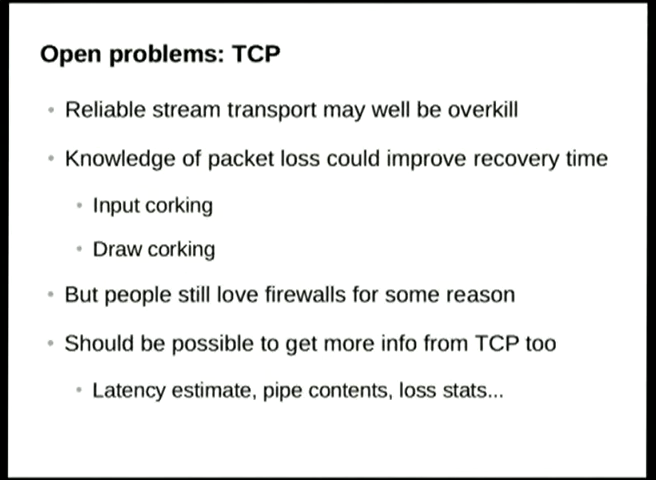 Open problems: TCP
Reliable stream transport may well be overkill
Knowledge of packet loss could improve recovery time
Input corking
Draw corking
But people still love firewalls for some reason
Should be possible to get more info from TCP too
Latency estimate, pipe contents, loss stats...